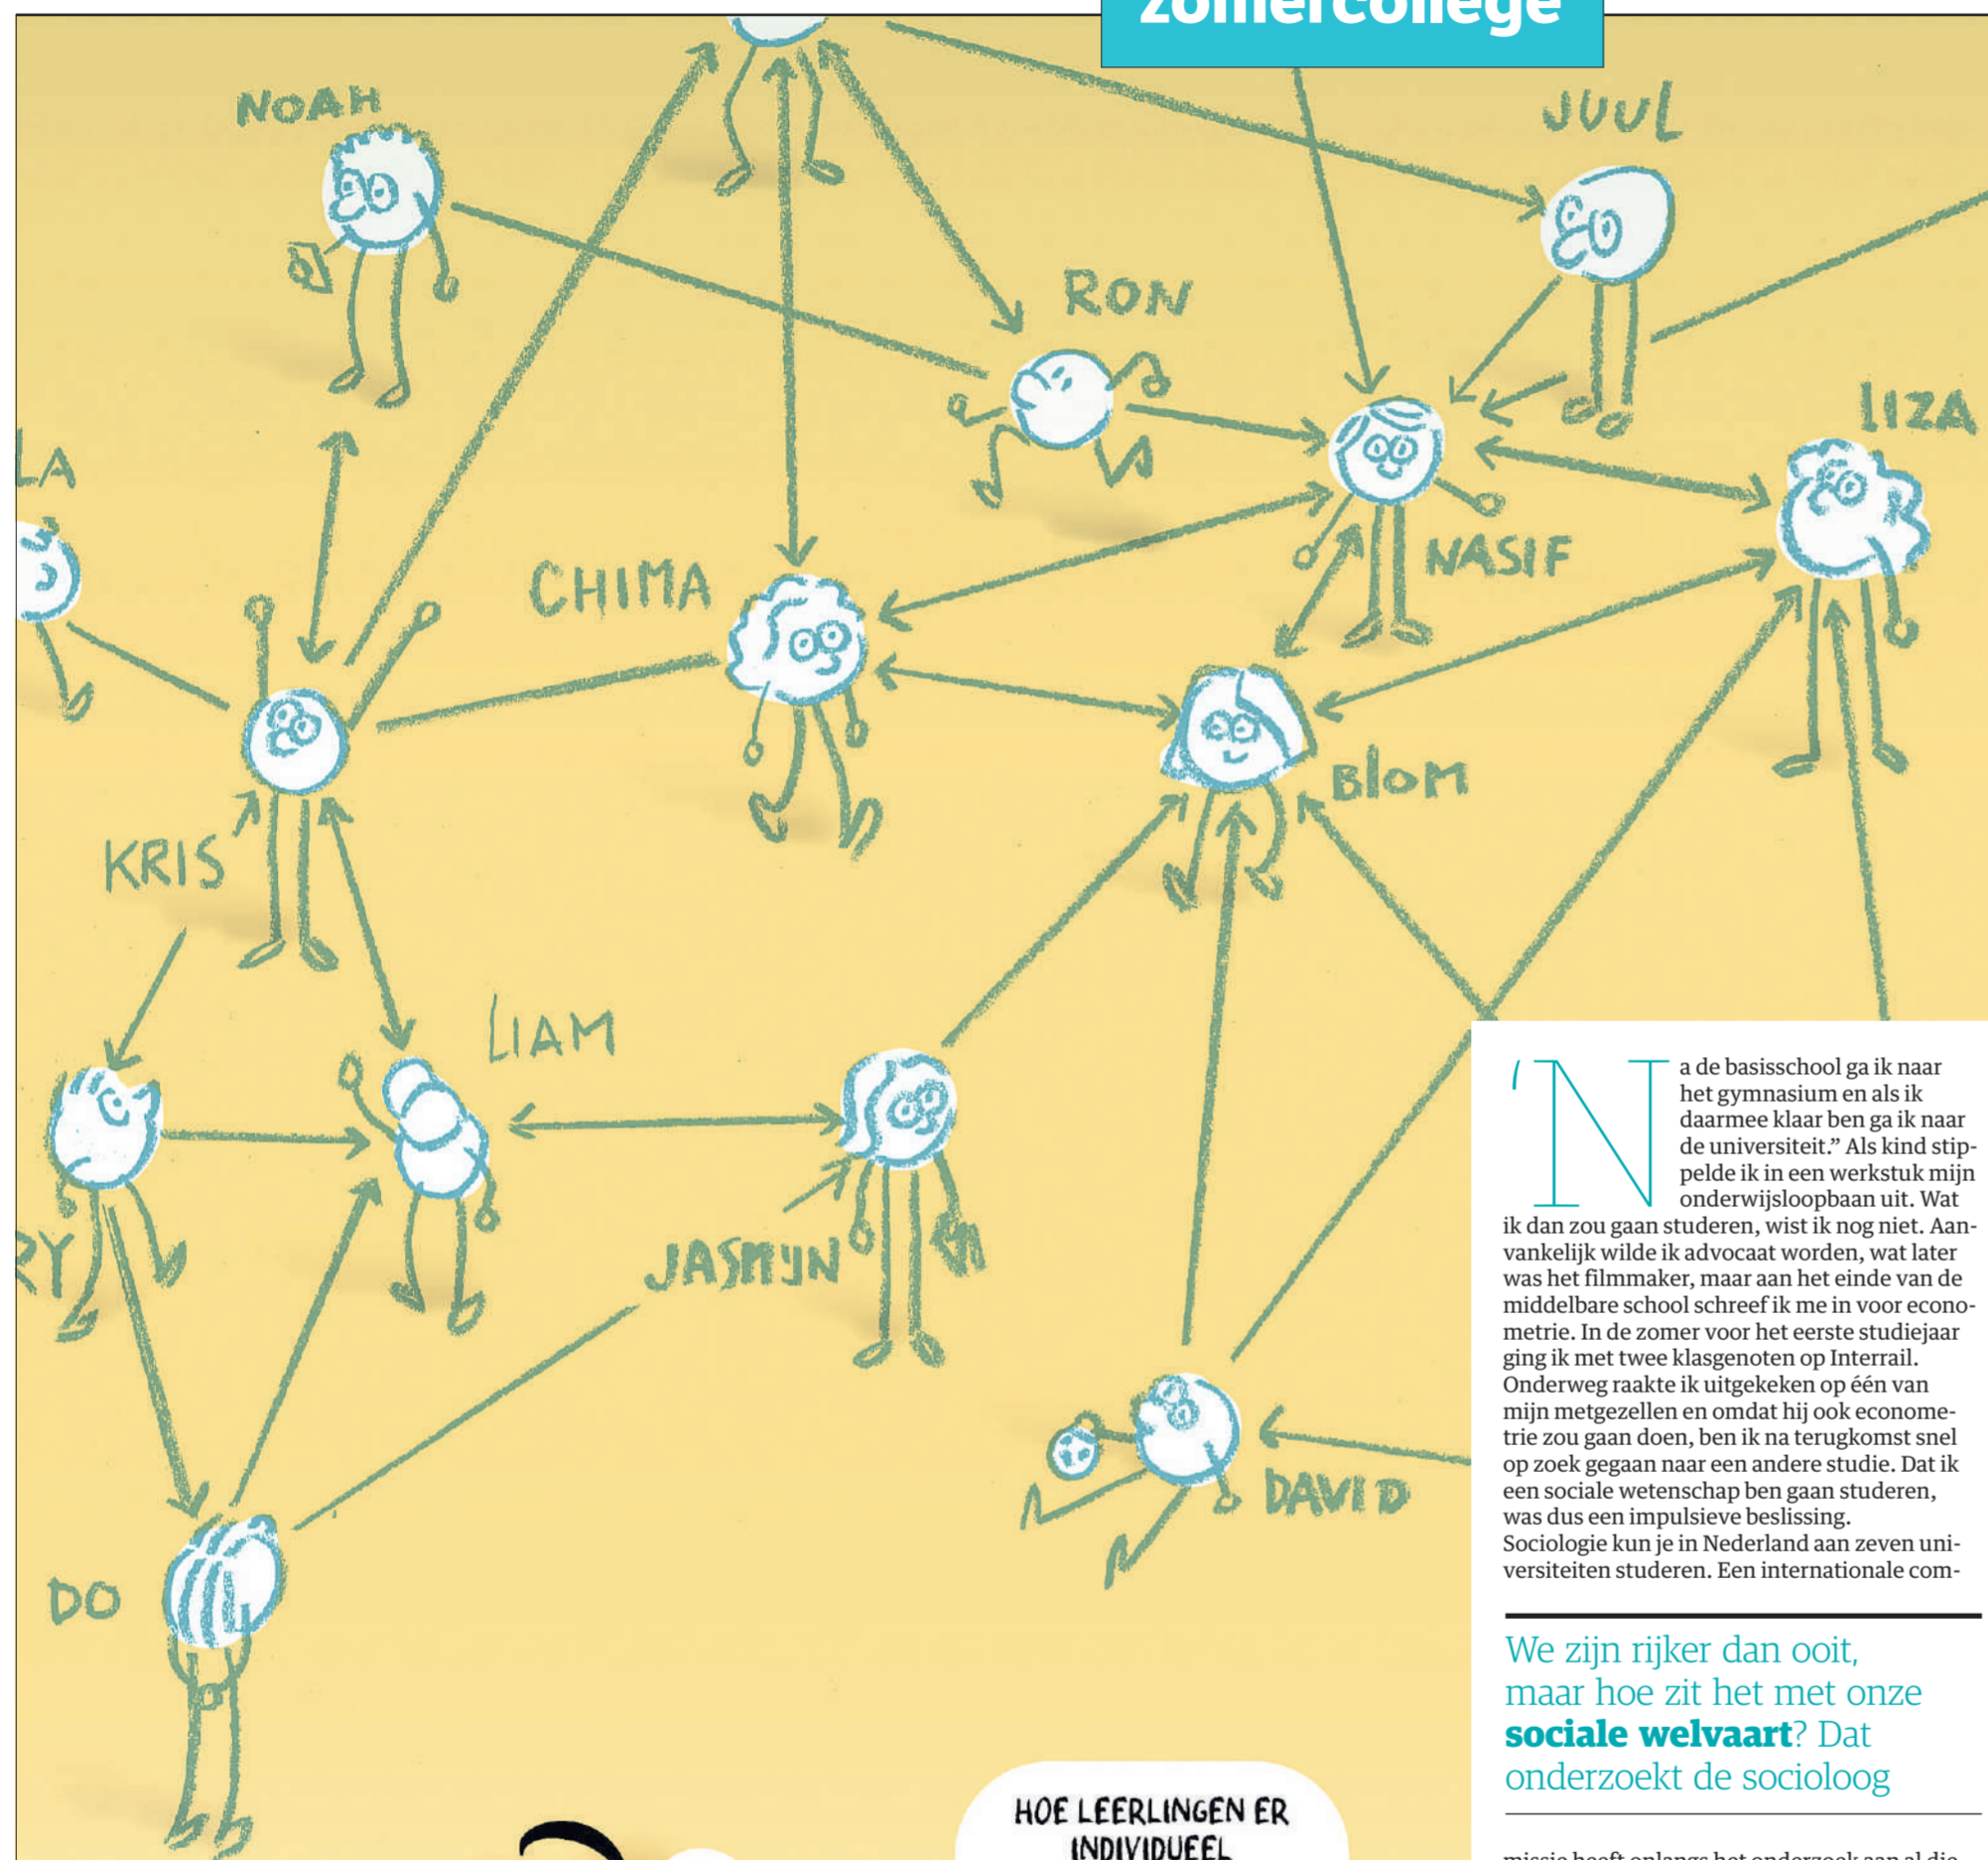 zomercollege
NOAH
JUUL
RON
LIZA
LA
CHIMA
NASIF
BlOM
KRIS
LIAM
RY
JASMIJN
DAVID
DO
HOE LEERLINGEN ER
INDIVIDUEEL
‘Na de basisschool ga ik naar
het gymnasium en als ik
daarmee klaar ben ga ik naar
de universiteit.” Als kind stip-
pelde ik in een werkstuk mijn
onderwijsloopbaan uit. Wat
ik dan zou gaan studeren, wist ik nog niet. Aan-
vankelijk wilde ik advocaat worden, wat later
was het filmmaker, maar aan het einde van de
middelbare school schreef ik me in voor econo-
metrie. In de zomer voor het eerste studiejaar
ging ik met twee klasgenoten op Interrail.
Onderweg raakte ik uitgekeken op één van
mijn metgezellen en omdat hij ook econome-
trie zou gaan doen, ben ik na terugkomst snel
op zoek gegaan naar een andere studie. Dat ik
een sociale wetenschap ben gaan studeren,
was dus een impulsieve beslissing.
Sociologie kun je in Nederland aan zeven uni-
versiteiten studeren. Een internationale com-
We zijn rijker dan ooit,
maar hoe zit het met onze
sociale welvaart? Dat
onderzoekt de socioloog
missie heeft onlangs het onderzoek aan al die